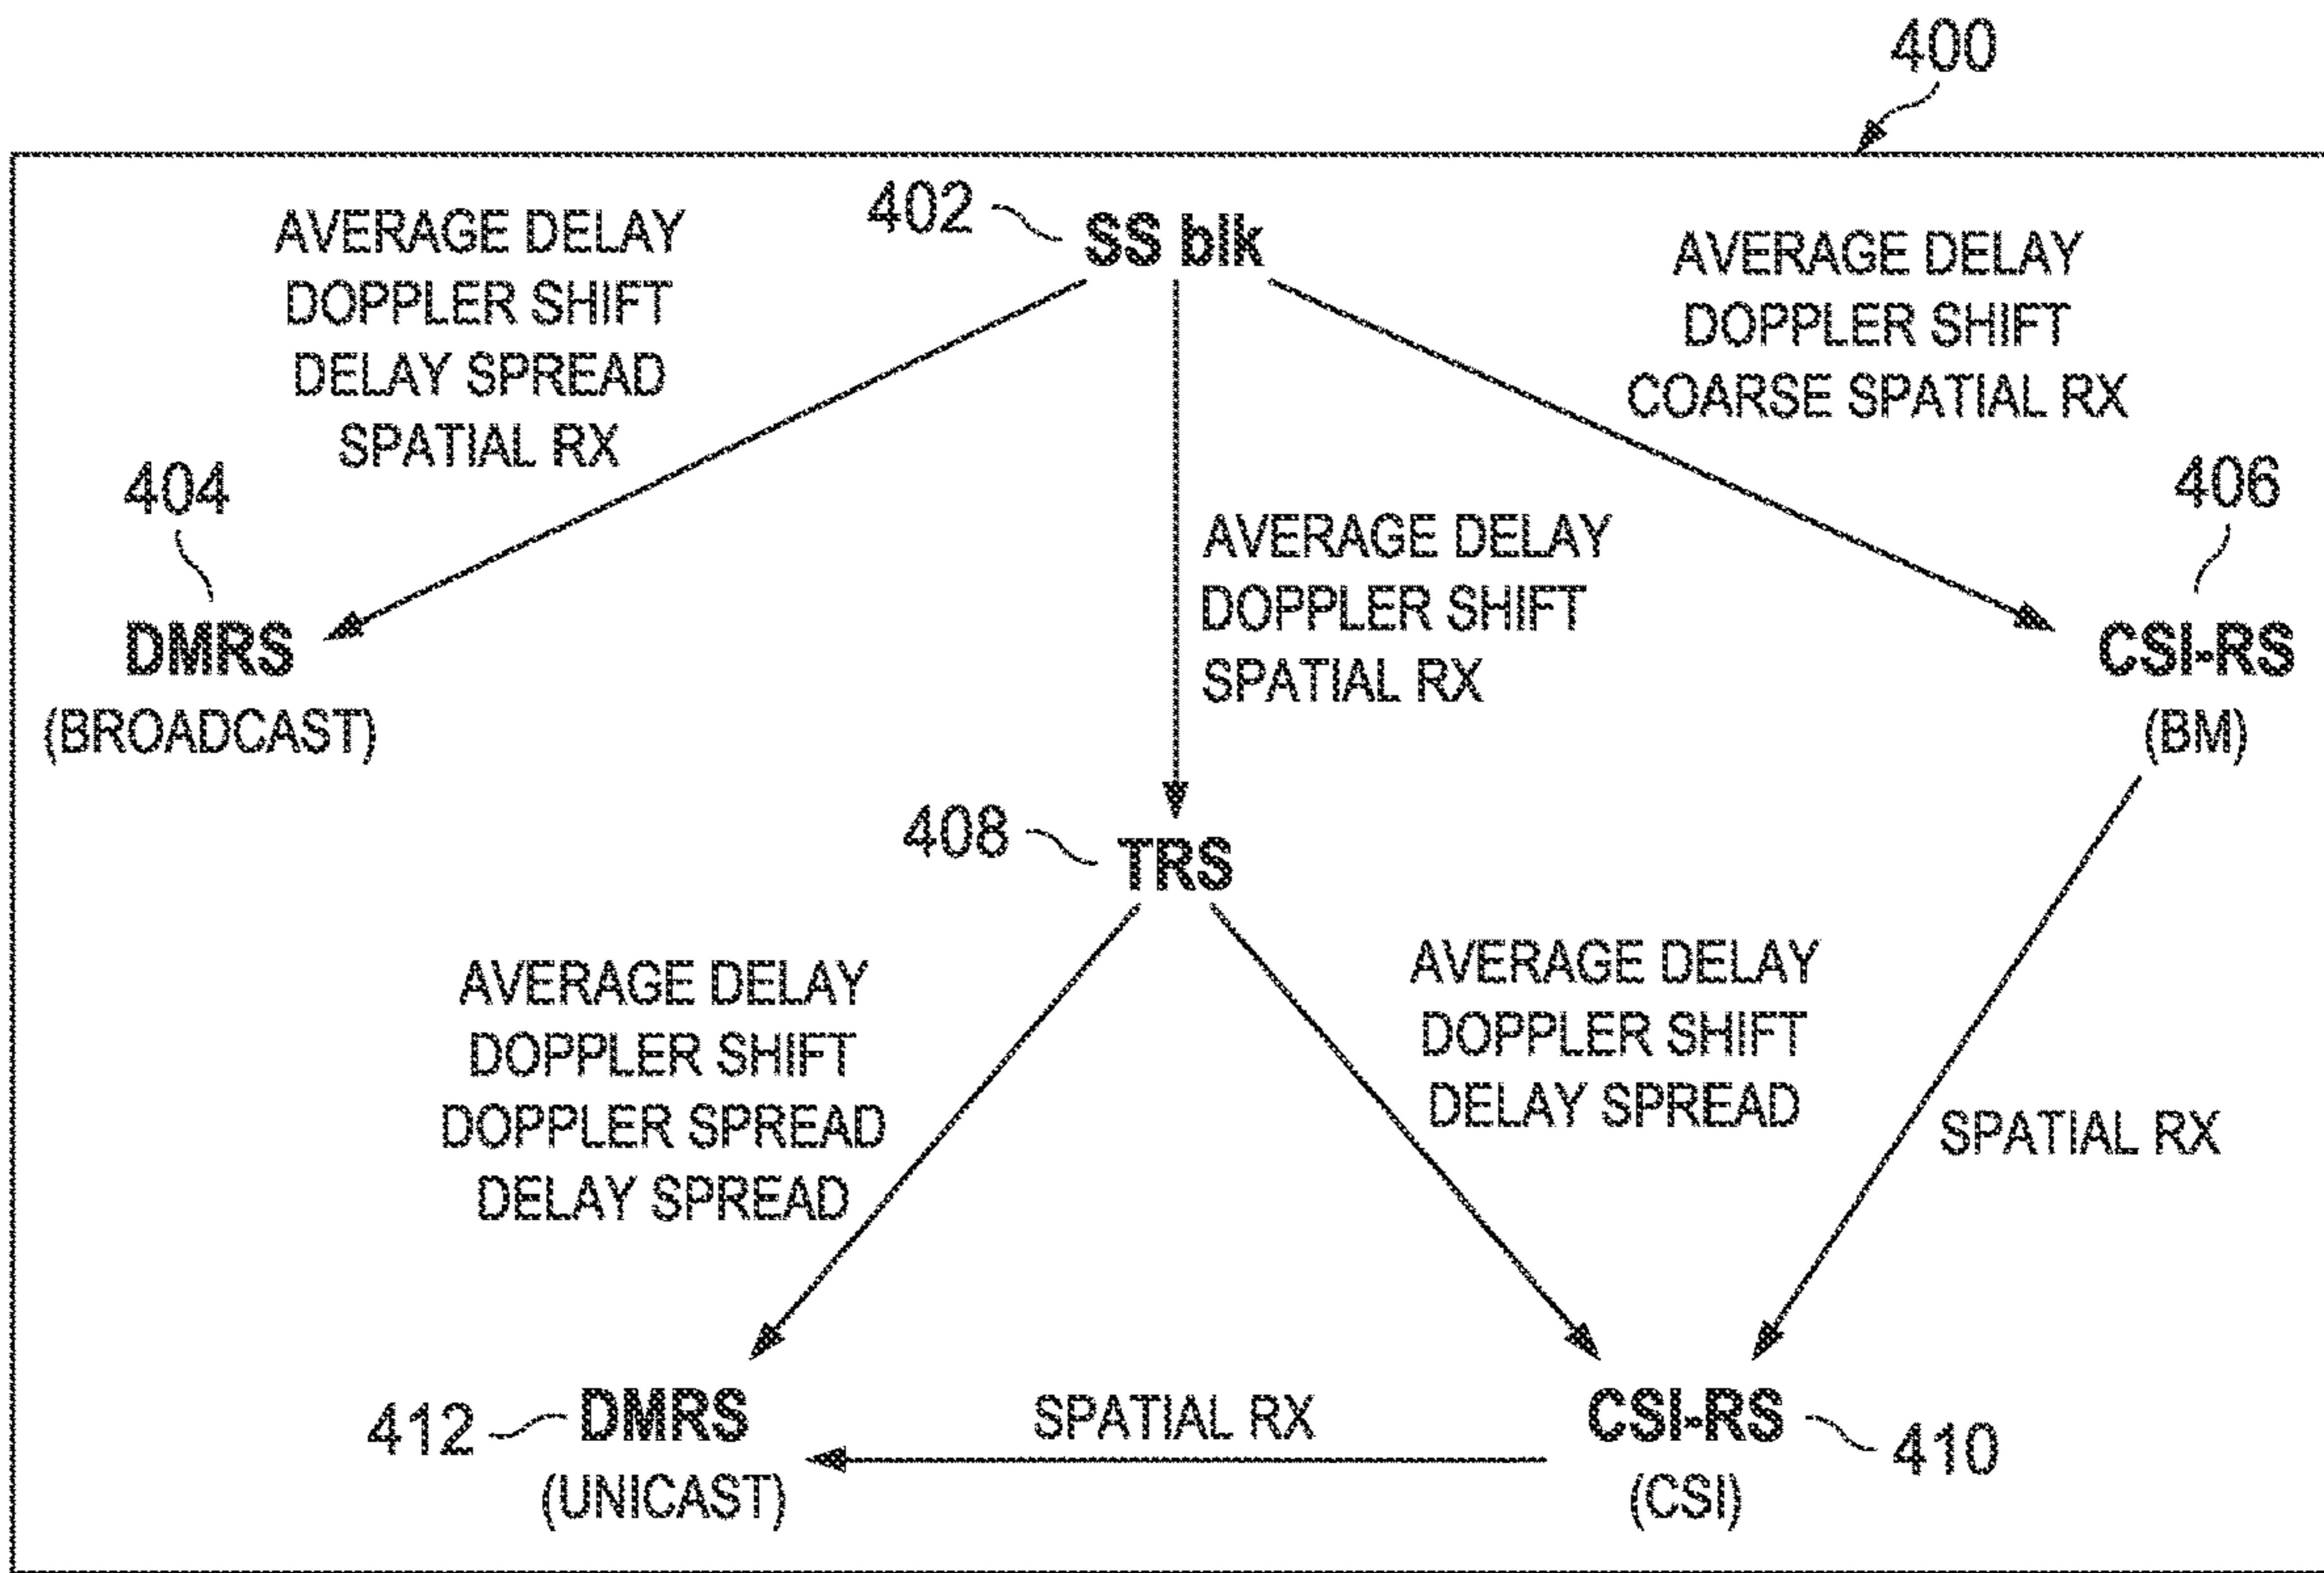 400
402
SS blk
AVERAGE DELAY
DOPPLER SHIFT
DELAY SPREAD
SPATIAL RX
AVERAGE DELAY
DOPPLER SHIFT
COARSE SPATIAL RX
404
DMRS
(BROADCAST)
AVERAGE DELAY
DOPPLER SHIFT
SPATIAL RX
406
CSI-RS
(BM)
408
TRS
AVERAGE DELAY
DOPPLER SHIFT
DOPPLER SPREAD
DELAY SPREAD
AVERAGE DELAY
DOPPLER SHIFT
DELAY SPREAD
SPATIAL RX
412
DMRS
(UNICAST)
SPATIAL RX
CSI-RS
(CSI)
410